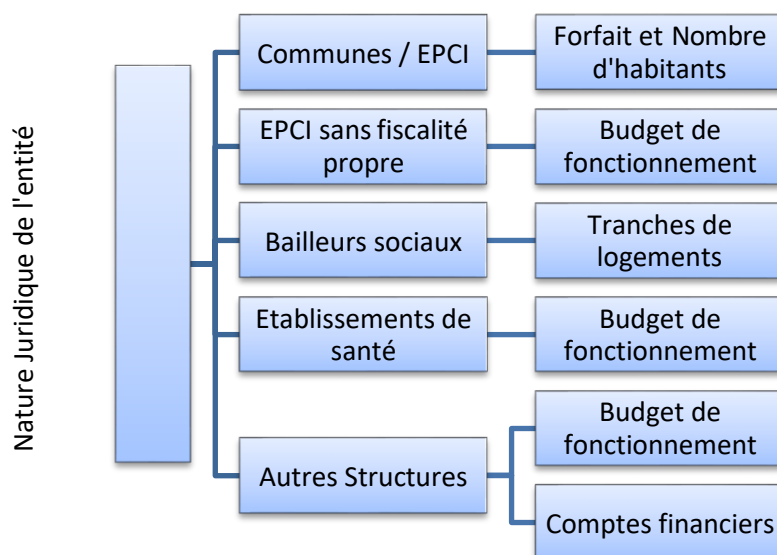 Nature Juridique de l'entité
Communes / EPCI
Forfait et Nombre
d'habitants
EPCI sans fiscalité
propre
Budget de
fonctionnement
Bailleurs sociaux
Tranches de
logements
Etablissements de
santé
Budget de
fonctionnement
Autres Structures
Budget de
fonctionnement
Comptes financiers